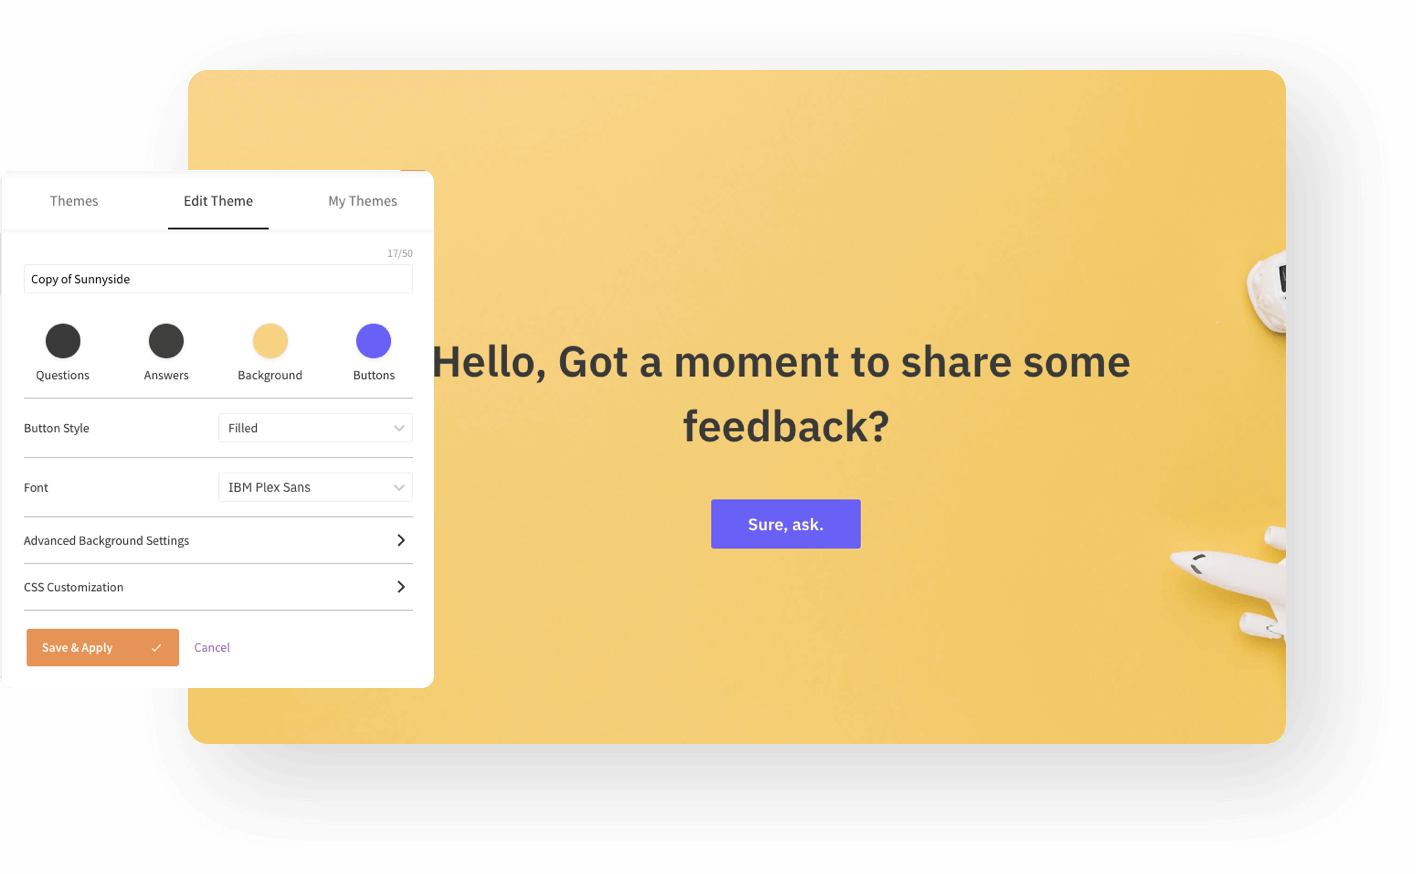 Themes
Edit Theme
My Themes
17/50
Copy of Sunnyside
Questions
Answers
Background
Buttons
Button Style
Filled
Font
IBM Plex Sans
Advanced Background Settings
CSS Customization
Save & Apply
Cancel
Hello, Got a moment to share some
feedback?
Sure, ask.